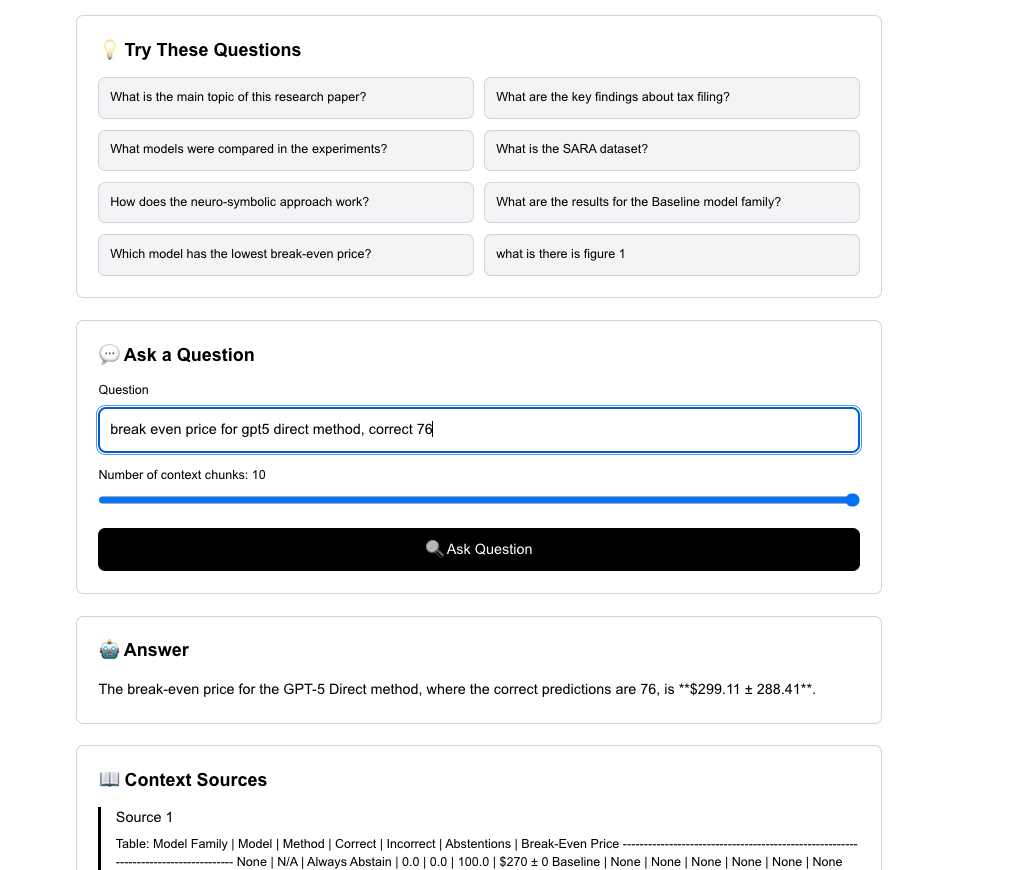 💡 Try These Questions
What is the main topic of this research paper?
What are the key findings about tax filing?
What models were compared in the experiments?
What is the SARA dataset?
How does the neuro-symbolic approach work?
What are the results for the Baseline model family?
Which model has the lowest break-even price?
what is there is figure 1
💬 Ask a Question
Question
break even price for gpt5 direct method, correct 76
Number of context chunks: 10
🔍 Ask Question
🤖 Answer
The break-even price for the GPT-5 Direct method, where the correct predictions are 76, is **$299.11 ± 288.41**.
📖 Context Sources
Source 1
Table: Model Family | Model | Method | Correct | Incorrect | Abstentions | Break-Even Price ----------------------------------------------------------
----------------------------- None | N/A | Always Abstain | 0.0 | 0.0 | 100.0 | $270 ± 0 Baseline | None | None | None | None | None | None